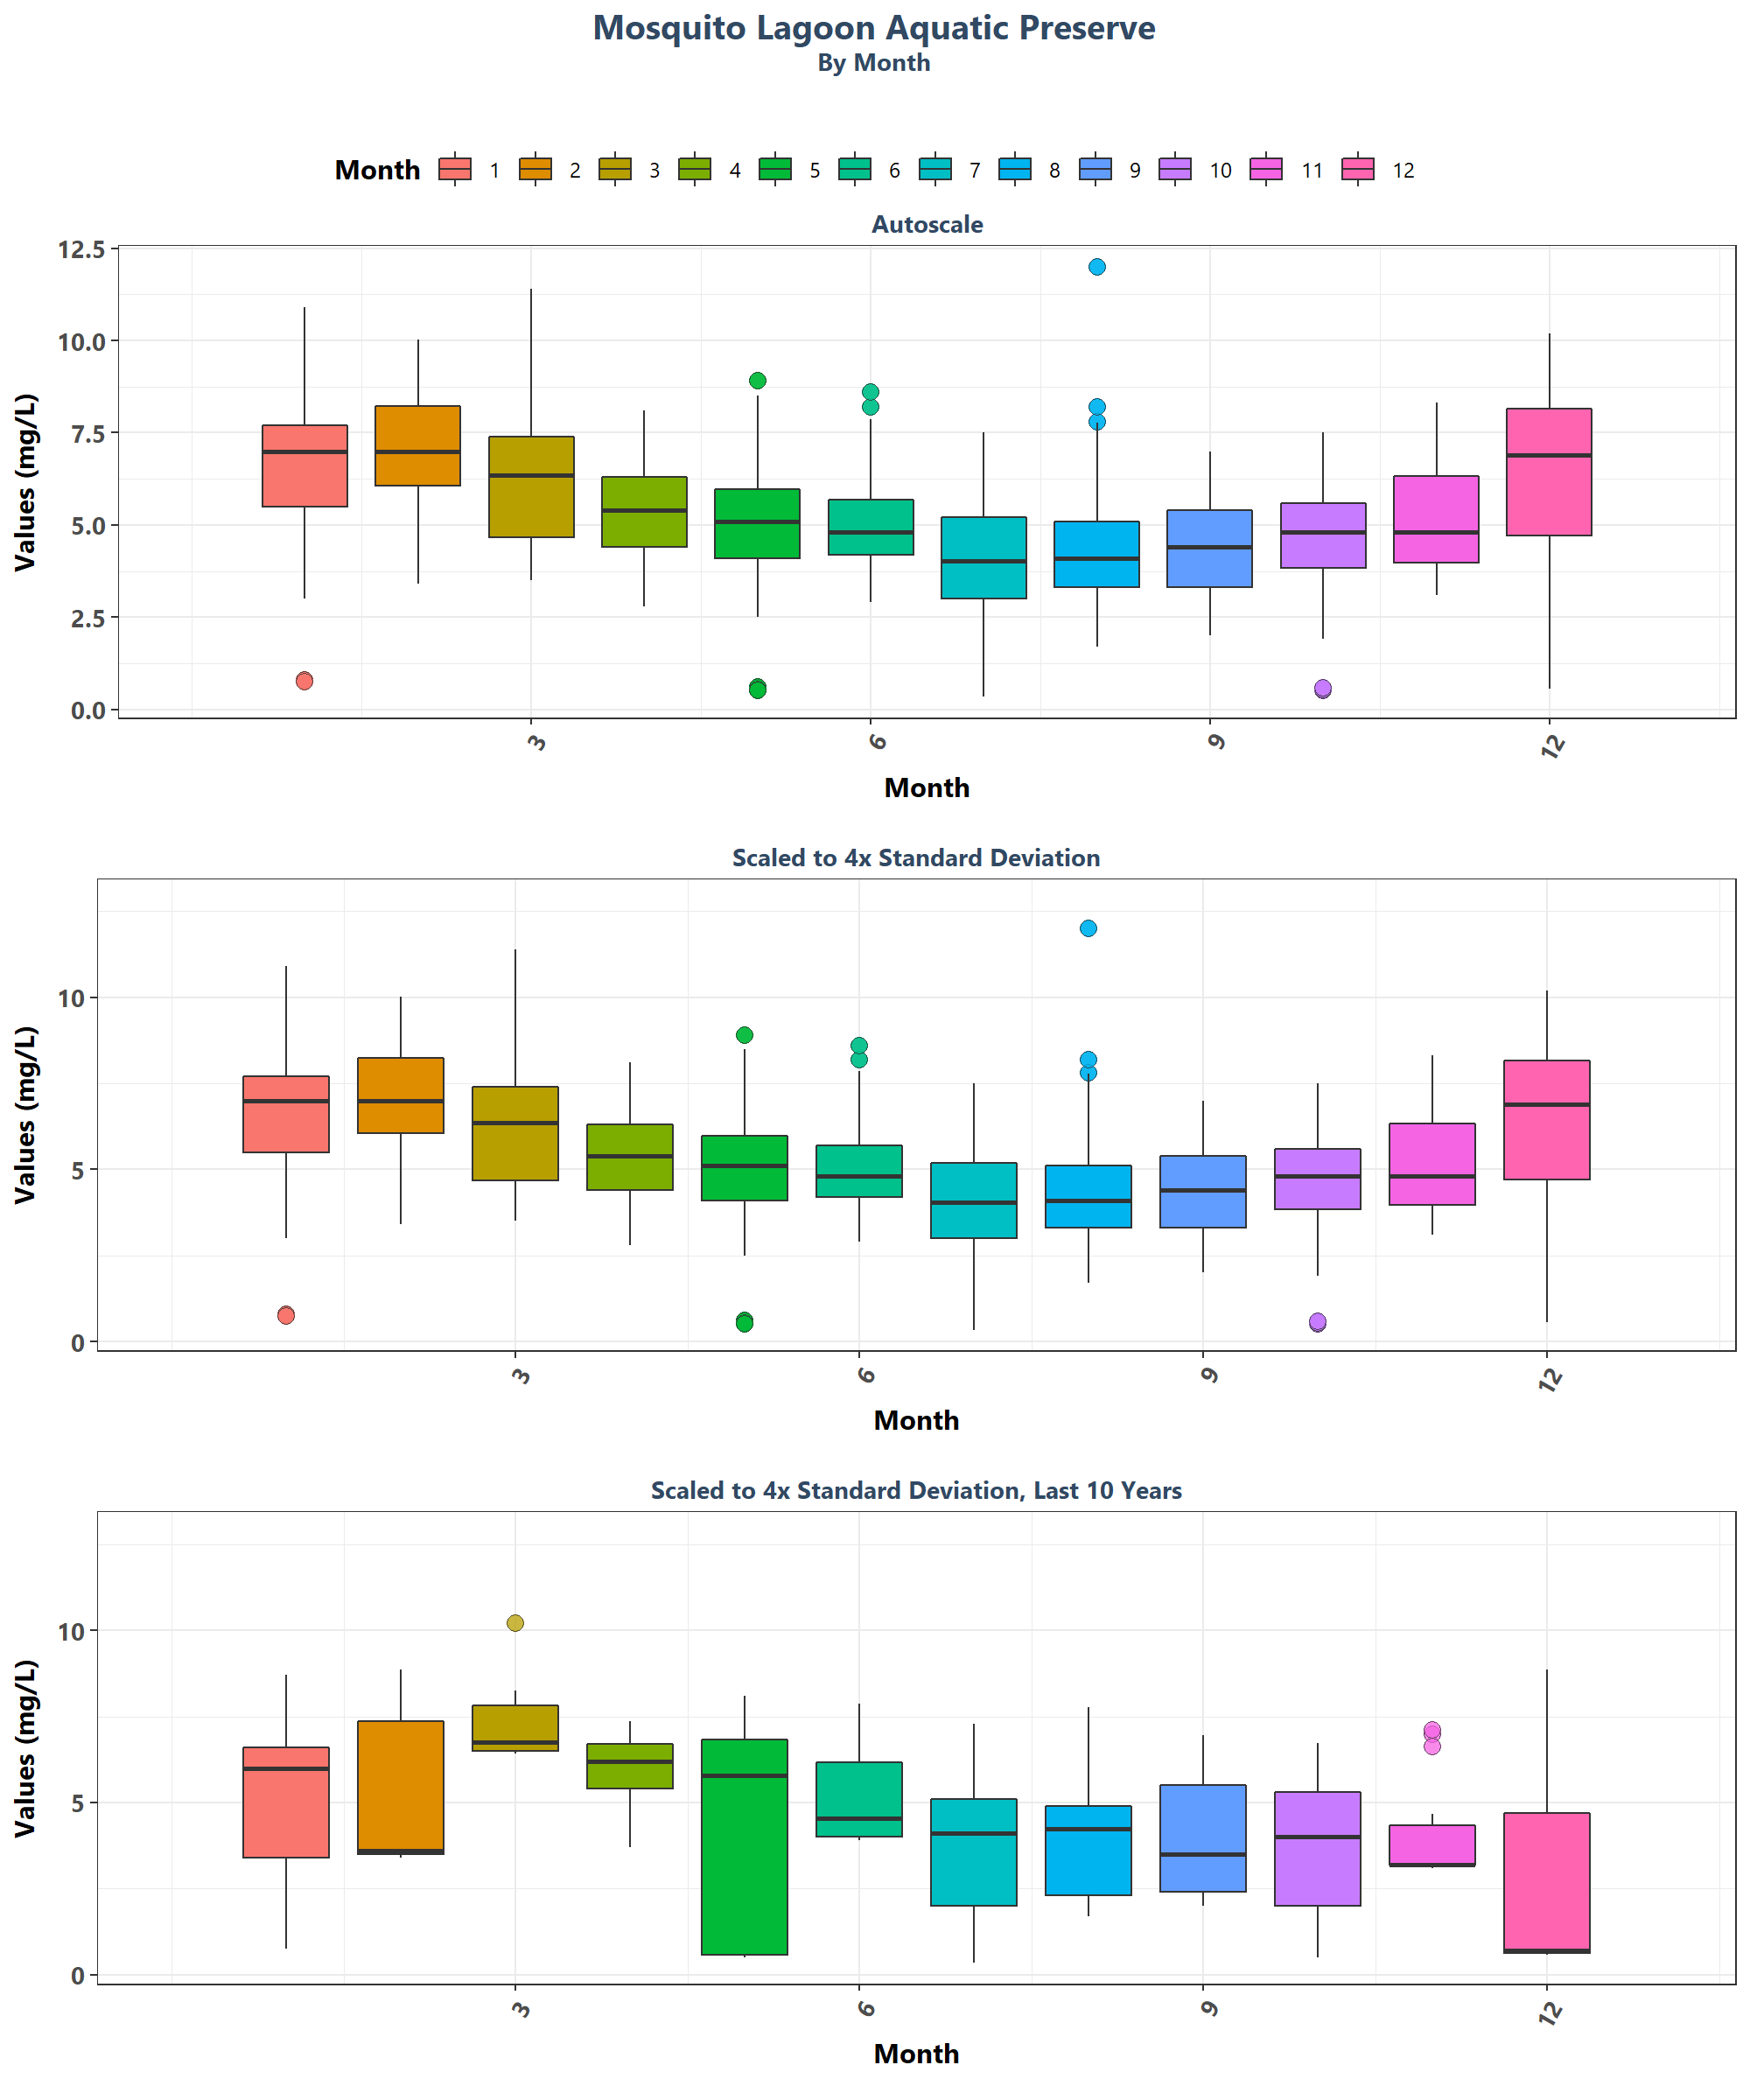 Mosquito Lagoon Aquatic Preserve
By Month
Month 1 2 3 4 5 6 7 8 9 10 11 12
Autoscale
12.5
10.0
7.5
5.0
2.5
0.0
Values (mg/L)
3 6 9 12
Month
Scaled to 4x Standard Deviation
10
5
0
Values (mg/L)
3 6 9 12
Month
Scaled to 4x Standard Deviation, Last 10 Years
10
5
0
Values (mg/L)
3 6 9 12
Month